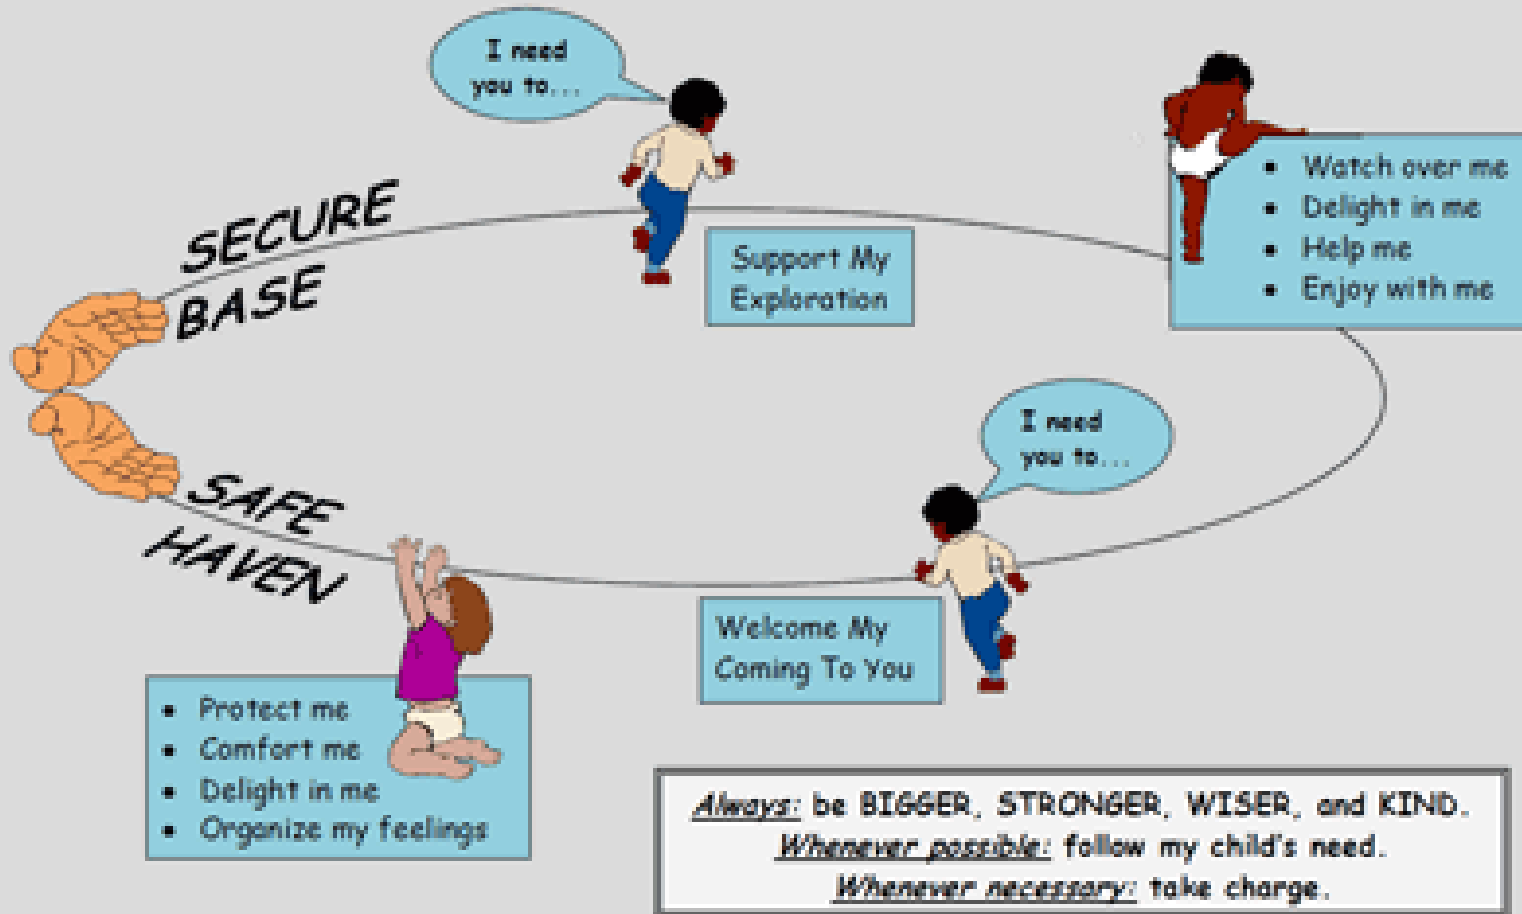 I need
you to...
SECURE
BASE
Support My
Exploration
• Watch over me
• Delight in me
• Help me
• Enjoy with me
I need
you to...
Welcome My
Coming To You
SAFE
HAVEN
• Protect me
• Comfort me
• Delight in me
• Organize my feelings
Always: be BIGGER, STRONGER, WISER, and KIND.
Whenever possible: follow my child's need.
Whenever necessary: take charge.